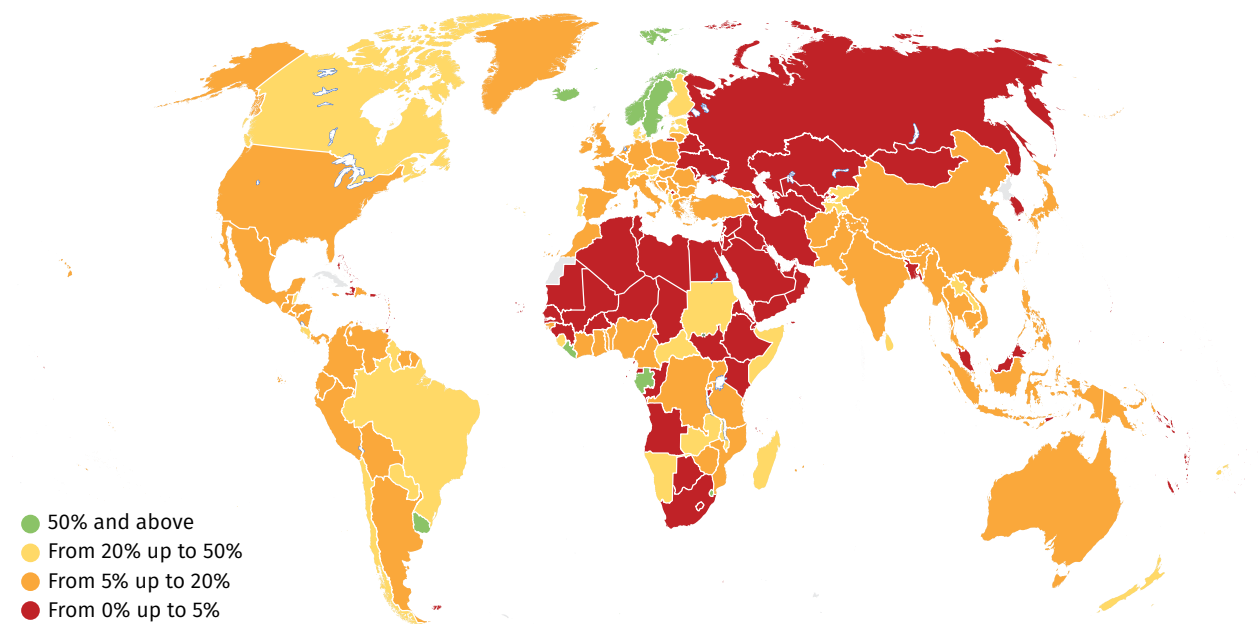 50% and above
From 20% up to 50%
From 5% up to 20%
From 0% up to 5%